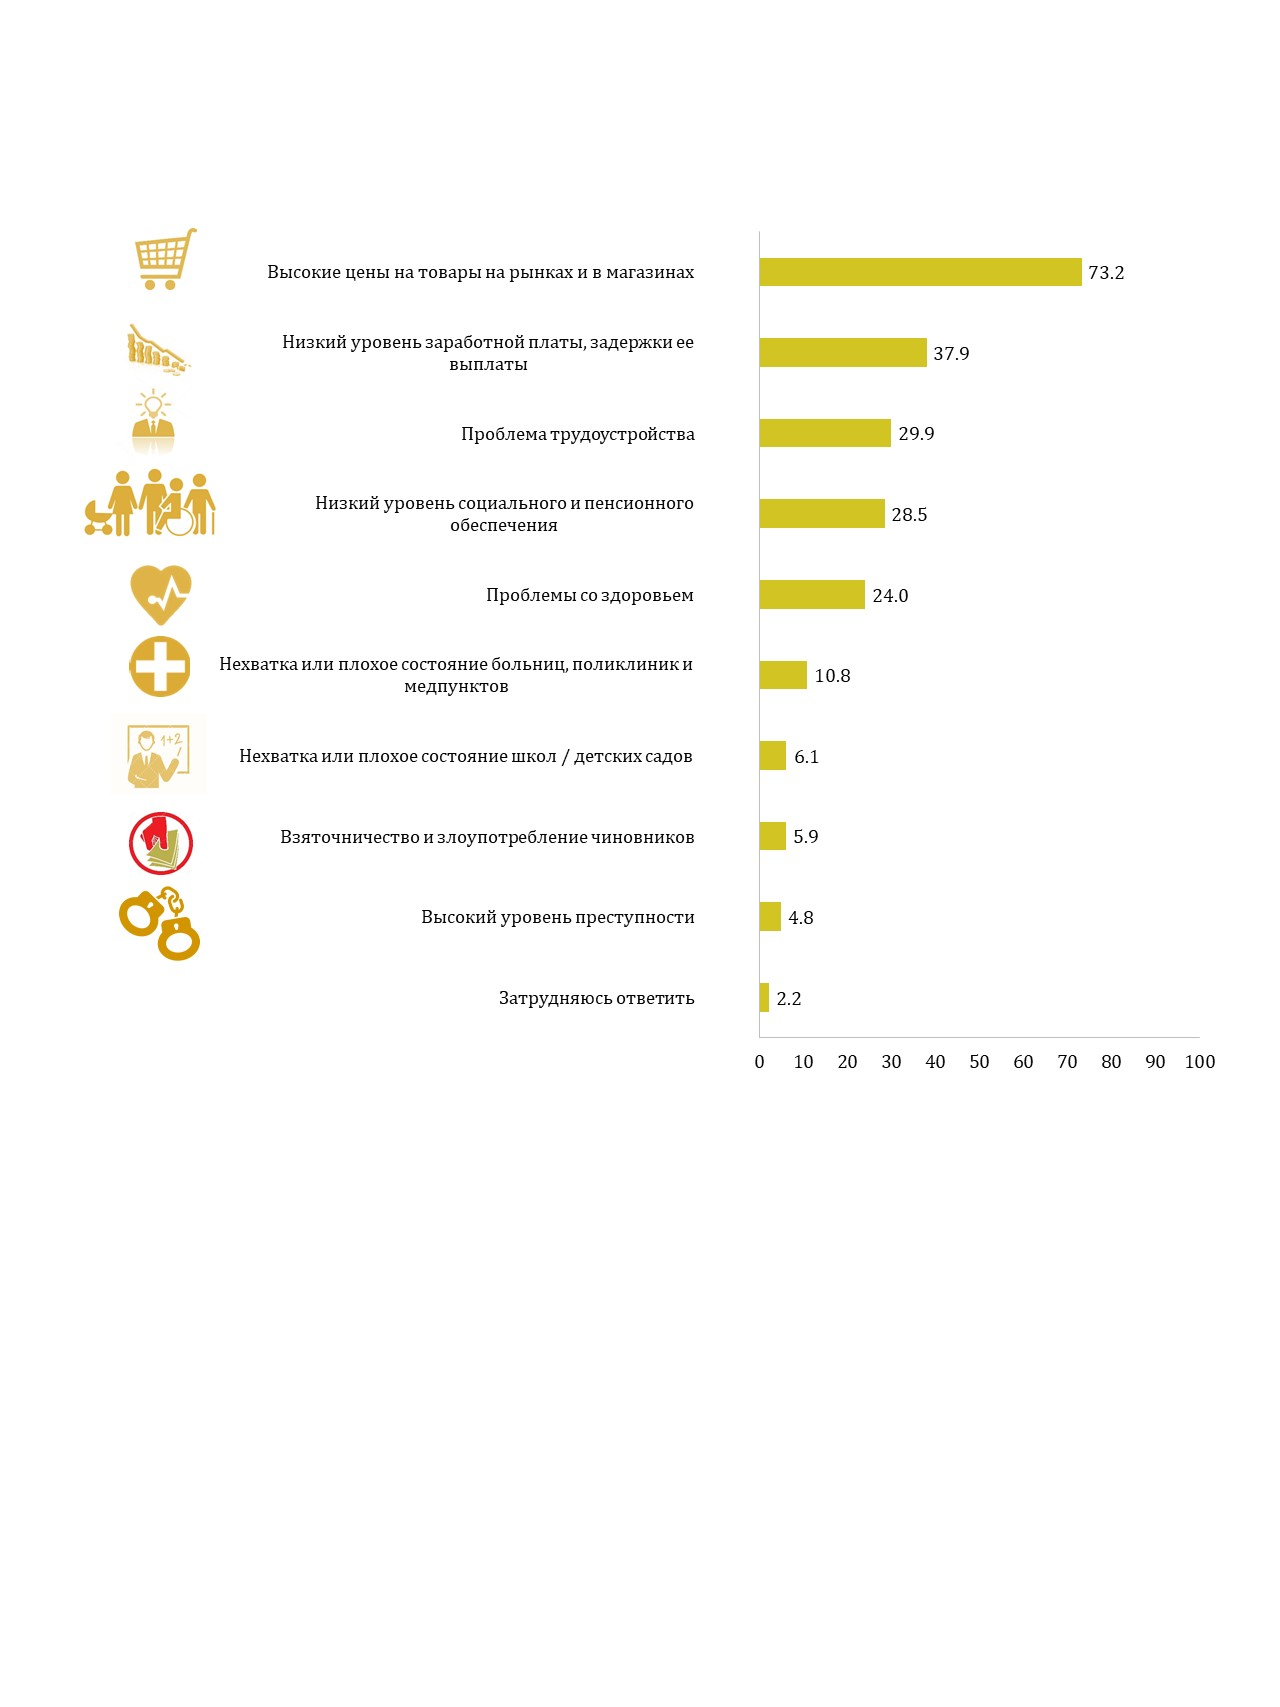 Высокие цены на товары на рынках и в магазинах
73.2
Низкий уровень заработной платы, задержки ее
выплаты
37.9
Проблема трудоустройства
29.9
Низкий уровень социального и пенсионного
обеспечения
28.5
Проблемы со здоровьем
24.0
Нехватка или плохое состояние больниц, поликлиник и
медпунктов
10.8
1+2
Нехватка или плохое состояние школ / детских садов
6.1
Взяточничество и злоупотребление чиновников
5.9
Высокий уровень преступности
4.8
Затрудняюсь ответить
2.2
0 10 20 30 40 50 60 70 80 90 100